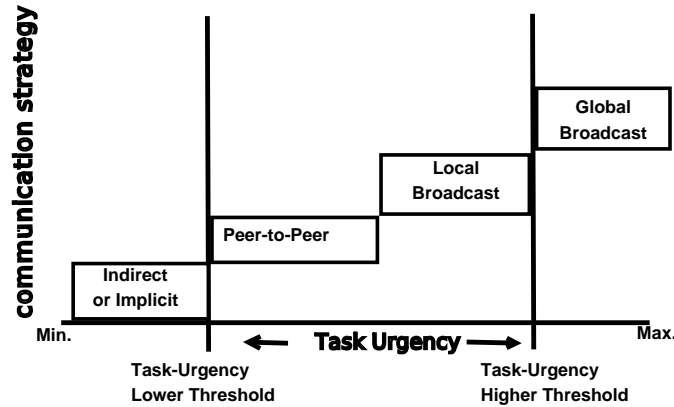 communication strategy
Global
Broadcast
Local
Broadcast
Peer-to-Peer
Indirect
or Implicit
Min.
Task Urgency
Max.
Task-Urgency
Lower Threshold
Task-Urgency
Higher Threshold